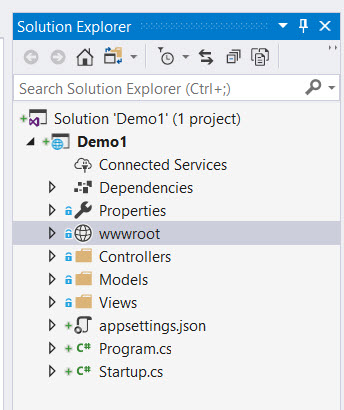 Solution Explorer
Search Solution Explorer (Ctrl+;)
Solution 'Demo1' (1 project)
Demo1
Connected Services
Dependencies
Properties
wwwroot
Controllers
Models
Views
appsettings.json
C# Program.cs
C# Startup.cs